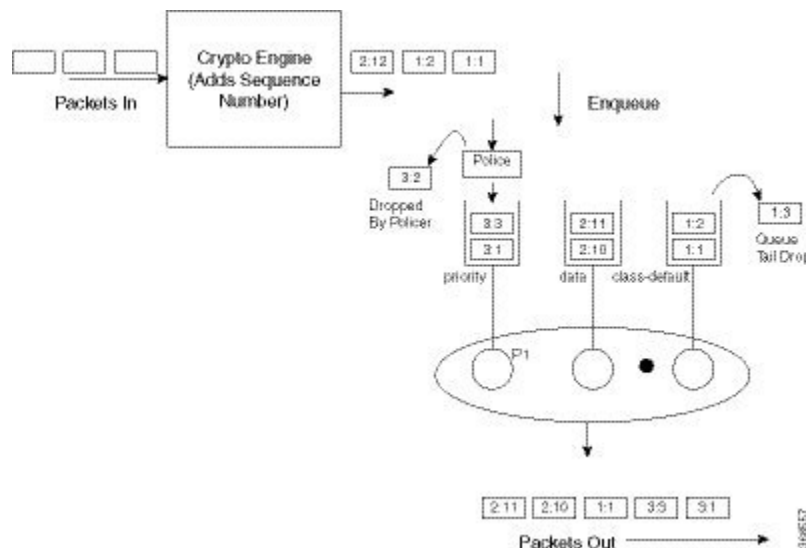 Crypto Engine
(Adds Sequence
Number)
2:12
1:2
1:1
Packets In
Enqueue
Police
3:2
Dropped
By Policer
3:3
3:1
2:11
2:10
1:2
1:1
1:3
Queue
Tail Drop
priority
data
class-default
P1
2:11
2:10
1:1
3:3
3:1
Packets Out